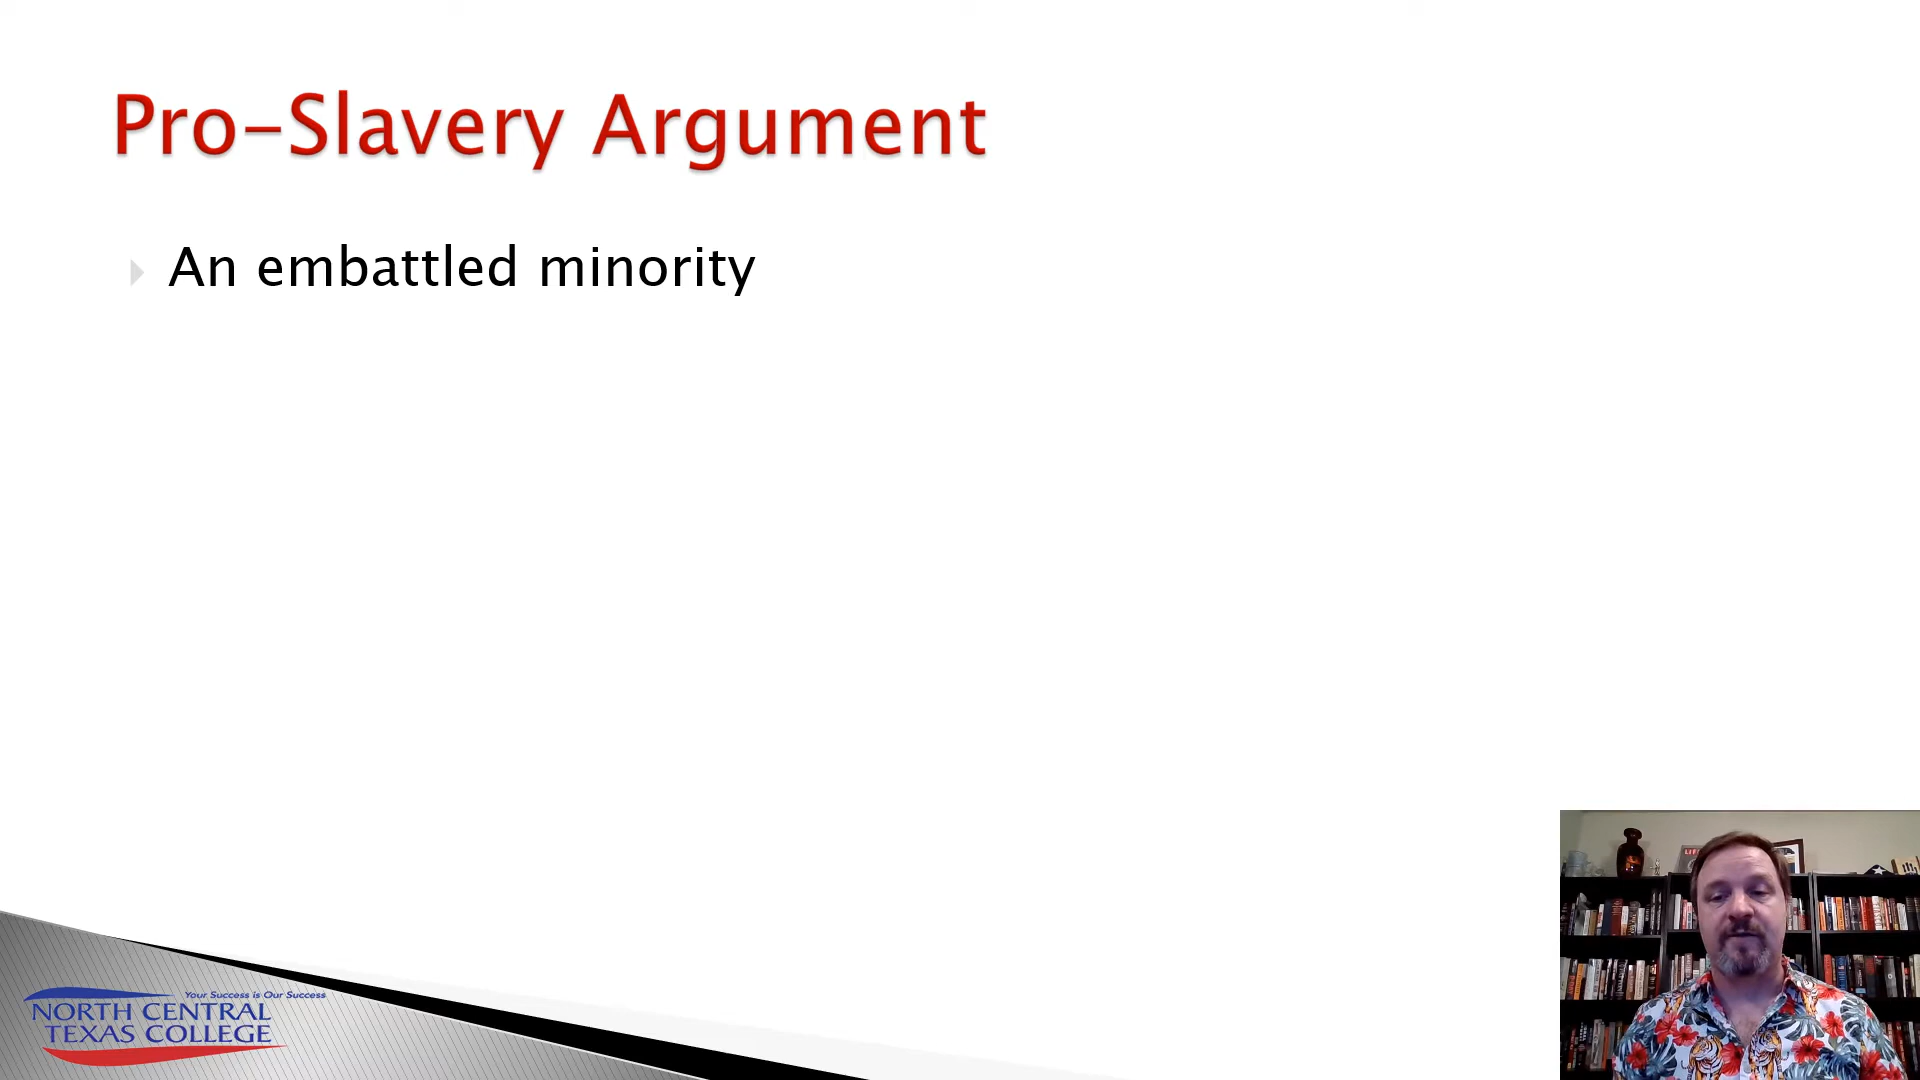 Pro-Slavery Argument
An embattled minority
Your Success is Our Success
NORTH CENTRAL
TEXAS COLLEGE